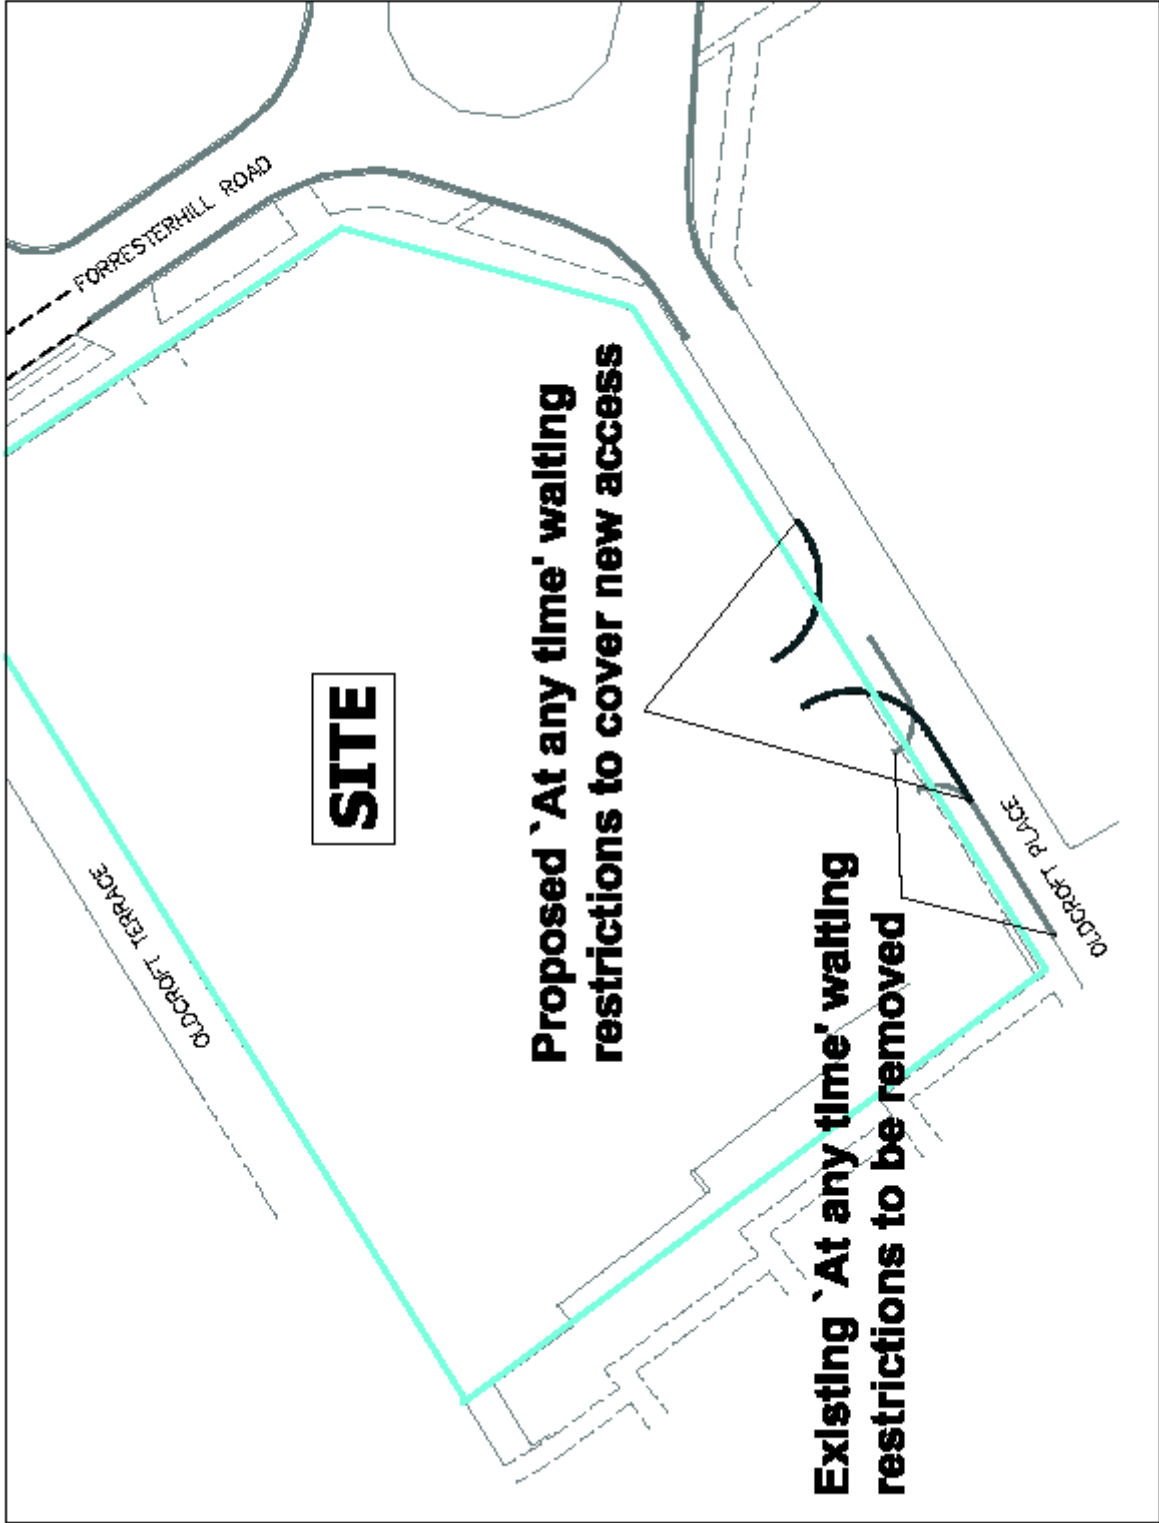 FORRESTERHILL ROAD
OLDCROFT TERRACE
SITE
Proposed `At any time' waiting
restrictions to cover new access
Existing `At any time' waiting
restrictions to be removed
OLDCROFT PLACE